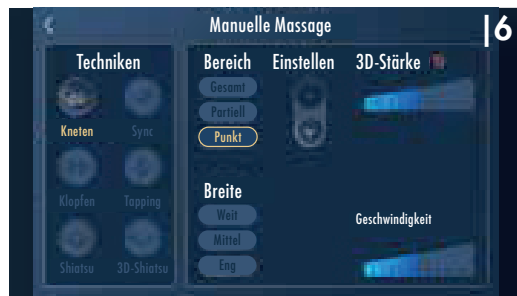 Manuelle Massage
|6
Techniken
Kneten
Sync
Klopfen
Tapping
Shiatsu
3D-Shiatsu
Bereich
Gesamt
Partiell
Punkt
Breite
Weit
Mittel
Eng
Einstellen
3D-Stärke
Geschwindigkeit